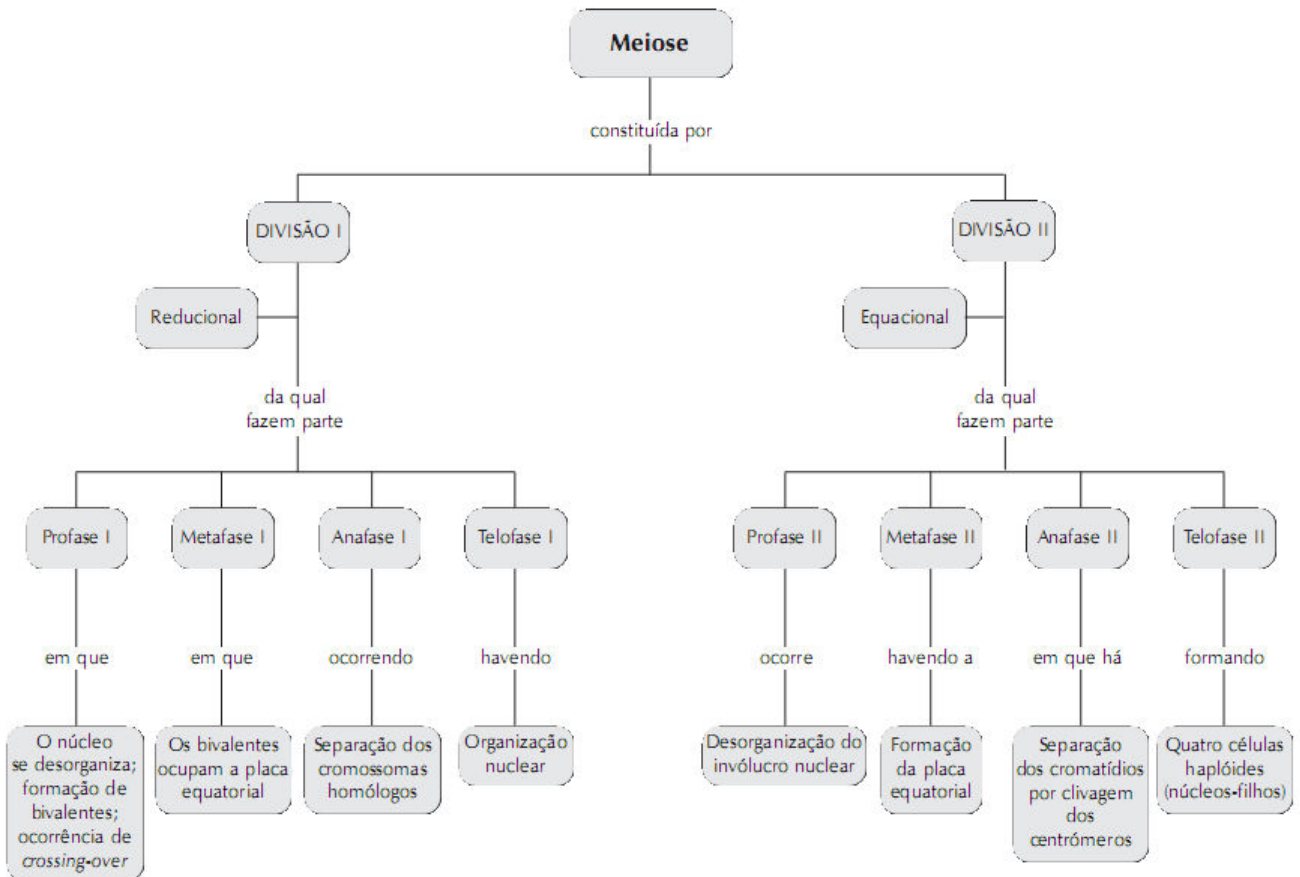 Meiose
constituída por
DIVISÃO I
DIVISÃO II
Reducional
Equacional
da qual
fazem parte
da qual
fazem parte
Profase I
Metafase I
Anafase I
Telofase I
Profase II
Metafase II
Anafase II
Telofase II
em que
em que
ocorrendo
havendo
ocorre
havendo a
em que há
formando
O núcleo
se desorganiza;
formação de
bivalentes;
ocorrência de
crossing-over
Os bivalentes
ocupam a placa
equatorial
Separação dos
cromossomas
homólogos
Organização
nuclear
Desorganização do
invólucro nuclear
Formação
da placa
equatorial
Separação
dos cromatídios
por clivagem
dos
centrómeros
Quatro células
haplóides
(núcleos-filhos)